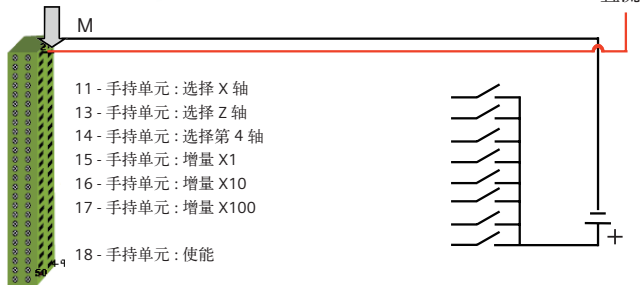 M
2
11 - 手持单元 : 选择 X 轴
13 - 手持单元 : 选择 Z 轴
14 - 手持单元 : 选择第 4 轴
15 - 手持单元 : 增量 X1
16 - 手持单元 : 增量 X10
17 - 手持单元 : 增量 X100
18 - 手持单元 : 使能
+
49
50